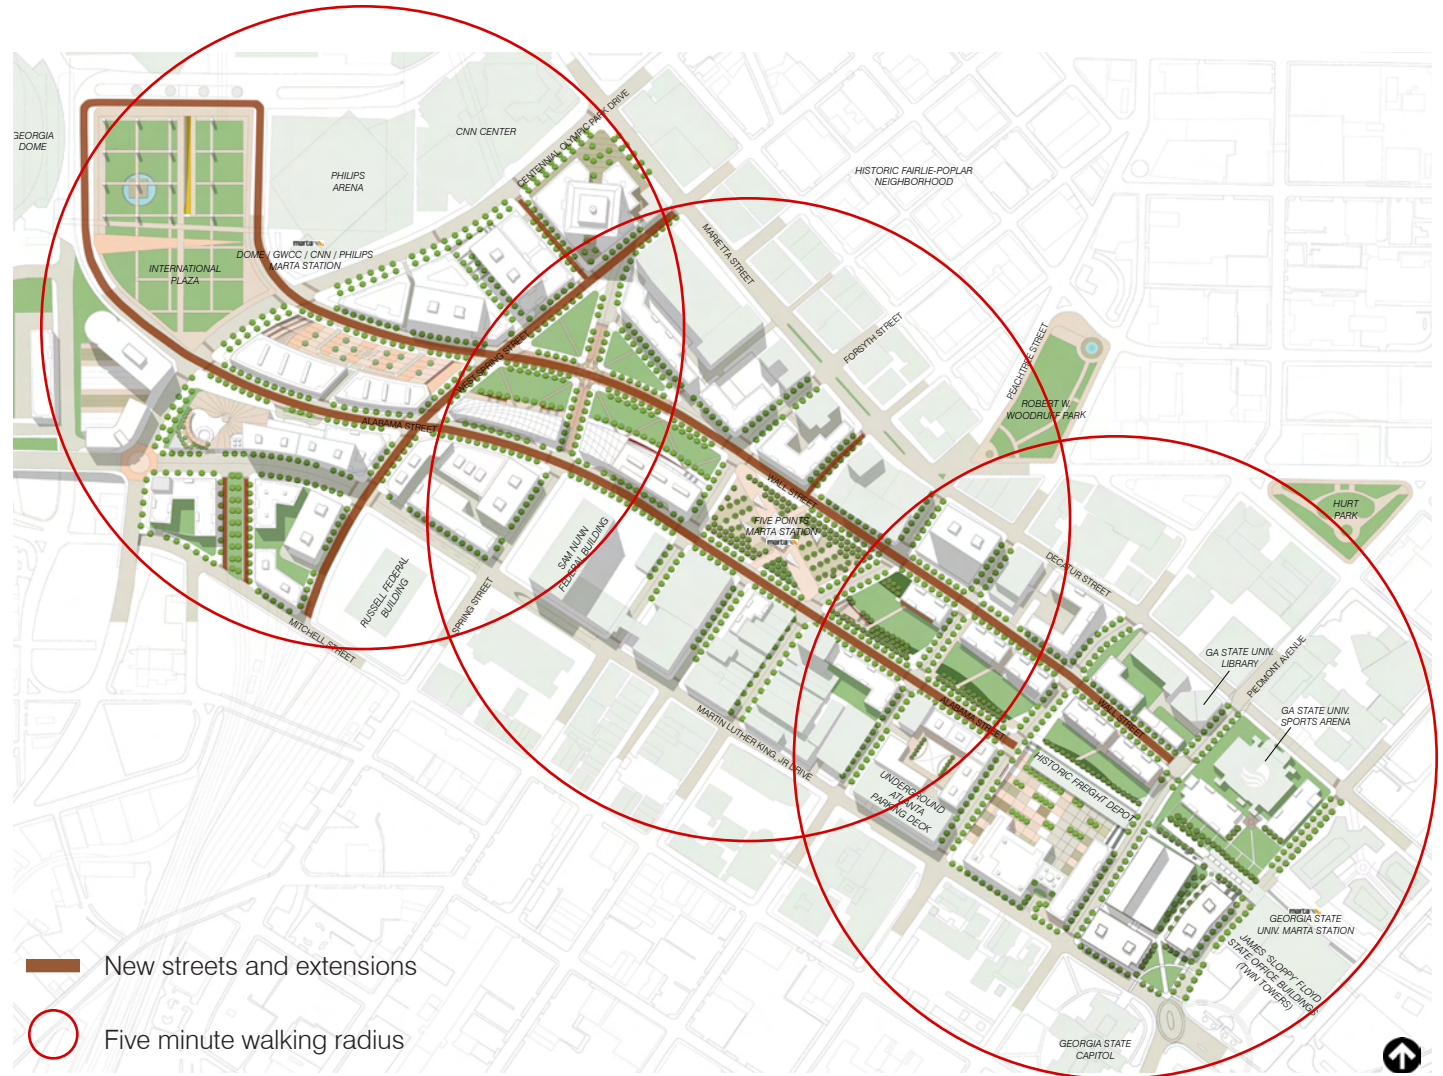 GEORGIA
DOME
PHILIPS
ARENA
CNN CENTER
CENTENNIAL OLYMPIC PARK DRIVE
HISTORIC FAIRLIE-POPLAR
NEIGHBORHOOD
marta
DOME / GWCC / CNN / PHILIPS
MARTA STATION
INTERNATIONAL
PLAZA
MARIETTA STREET
FORSYTH STREET
PEACHTREE STREET
ROBERT W.
WOODRUFF PARK
WEST SPRING STREET
ALABAMA STREET
WALL STREET
FIVE POINTS
MARTA STATION
marta
HURT
PARK
SAM NUNN
FEDERAL BUILDING
RUSSELL FEDERAL
BUILDING
SPRING STREET
MITCHELL STREET
DECATUR STREET
GA STATE UNIV.
LIBRARY
PIEDMONT AVENUE
GA STATE UNIV.
SPORTS ARENA
MARTIN LUTHER KING, JR DRIVE
ALABAMA STREET
WALL STREET
UNDERGROUND
ATLANTA
PARKING DECK
HISTORIC FREIGHT DEPOT
marta
GEORGIA STATE
UNIV. MARTA STATION
JAMES 'SLOPPY' FLOYD
STATE OFFICE BUILDINGS
(TWIN TOWERS)
GEORGIA STATE
CAPITOL
New streets and extensions
Five minute walking radius